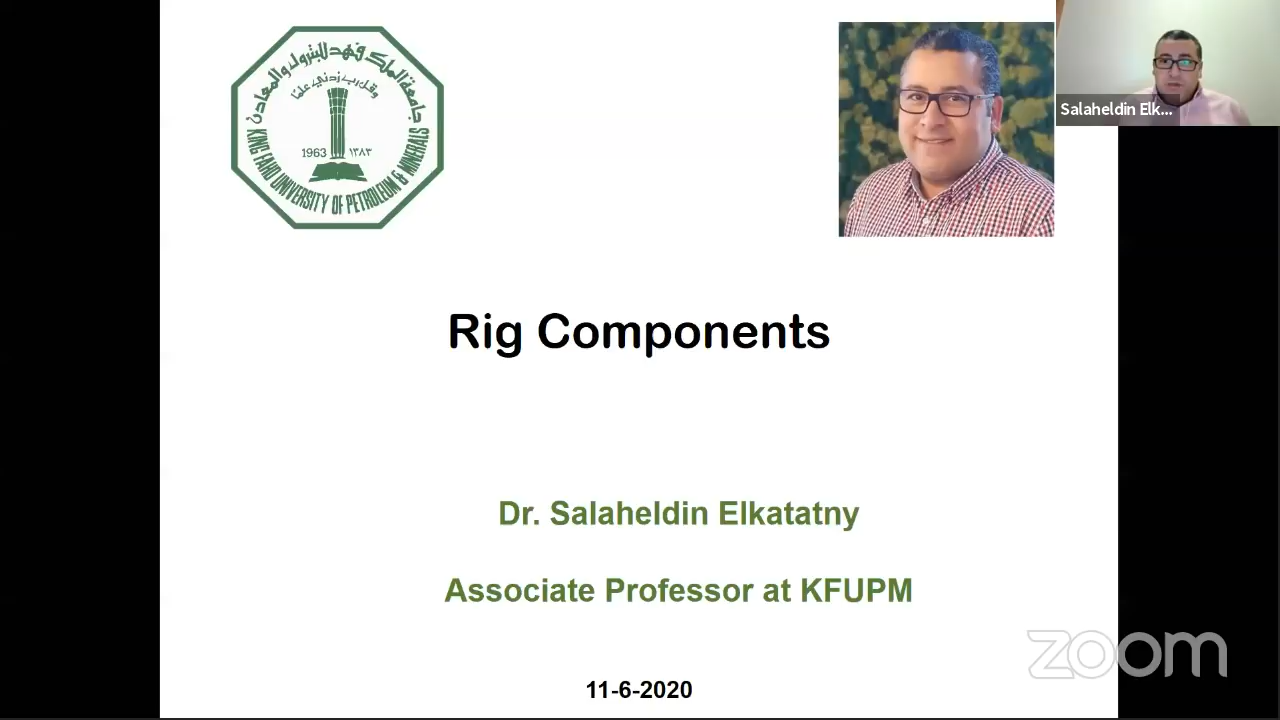 جامعة الملك فهد للبترول والمعادن
وقل رب زدني علما
1963 ١٣٨٣
KING FAHD UNIVERSITY OF PETROLEUM & MINERALS
Salaheldin Elk...
Rig Components
Dr. Salaheldin Elkatatny
Associate Professor at KFUPM
zoom
11-6-2020